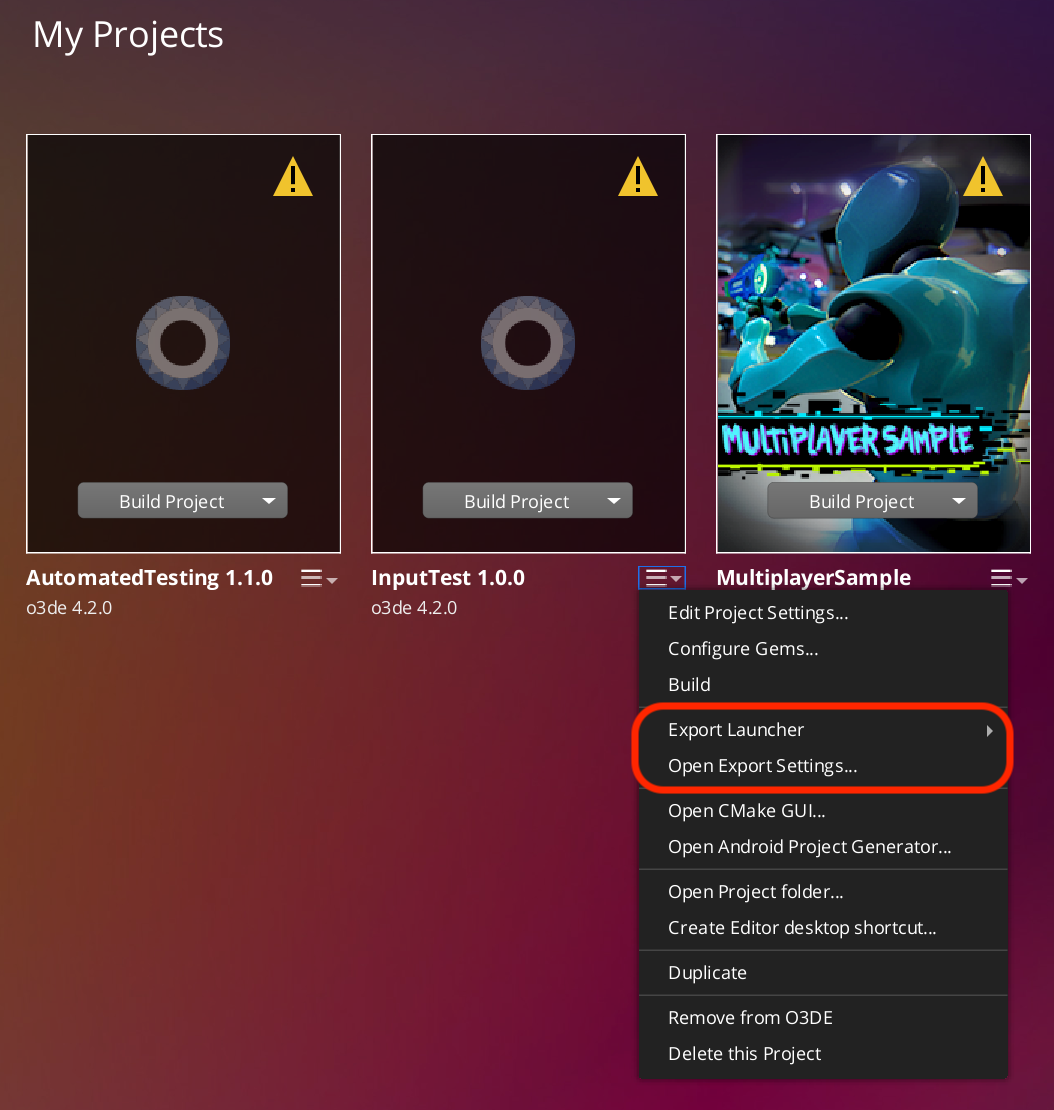 My Projects
Build Project
Build Project
MULTIPLAYER SAMPLE
Build Project
AutomatedTesting 1.1.0
o3de 4.2.0
InputTest 1.0.0
o3de 4.2.0
MultiplayerSample
Edit Project Settings...
Configure Gems...
Build
Export Launcher
Open Export Settings...
Open CMake GUI...
Open Android Project Generator...
Open Project folder...
Create Editor desktop shortcut...
Duplicate
Remove from O3DE
Delete this Project